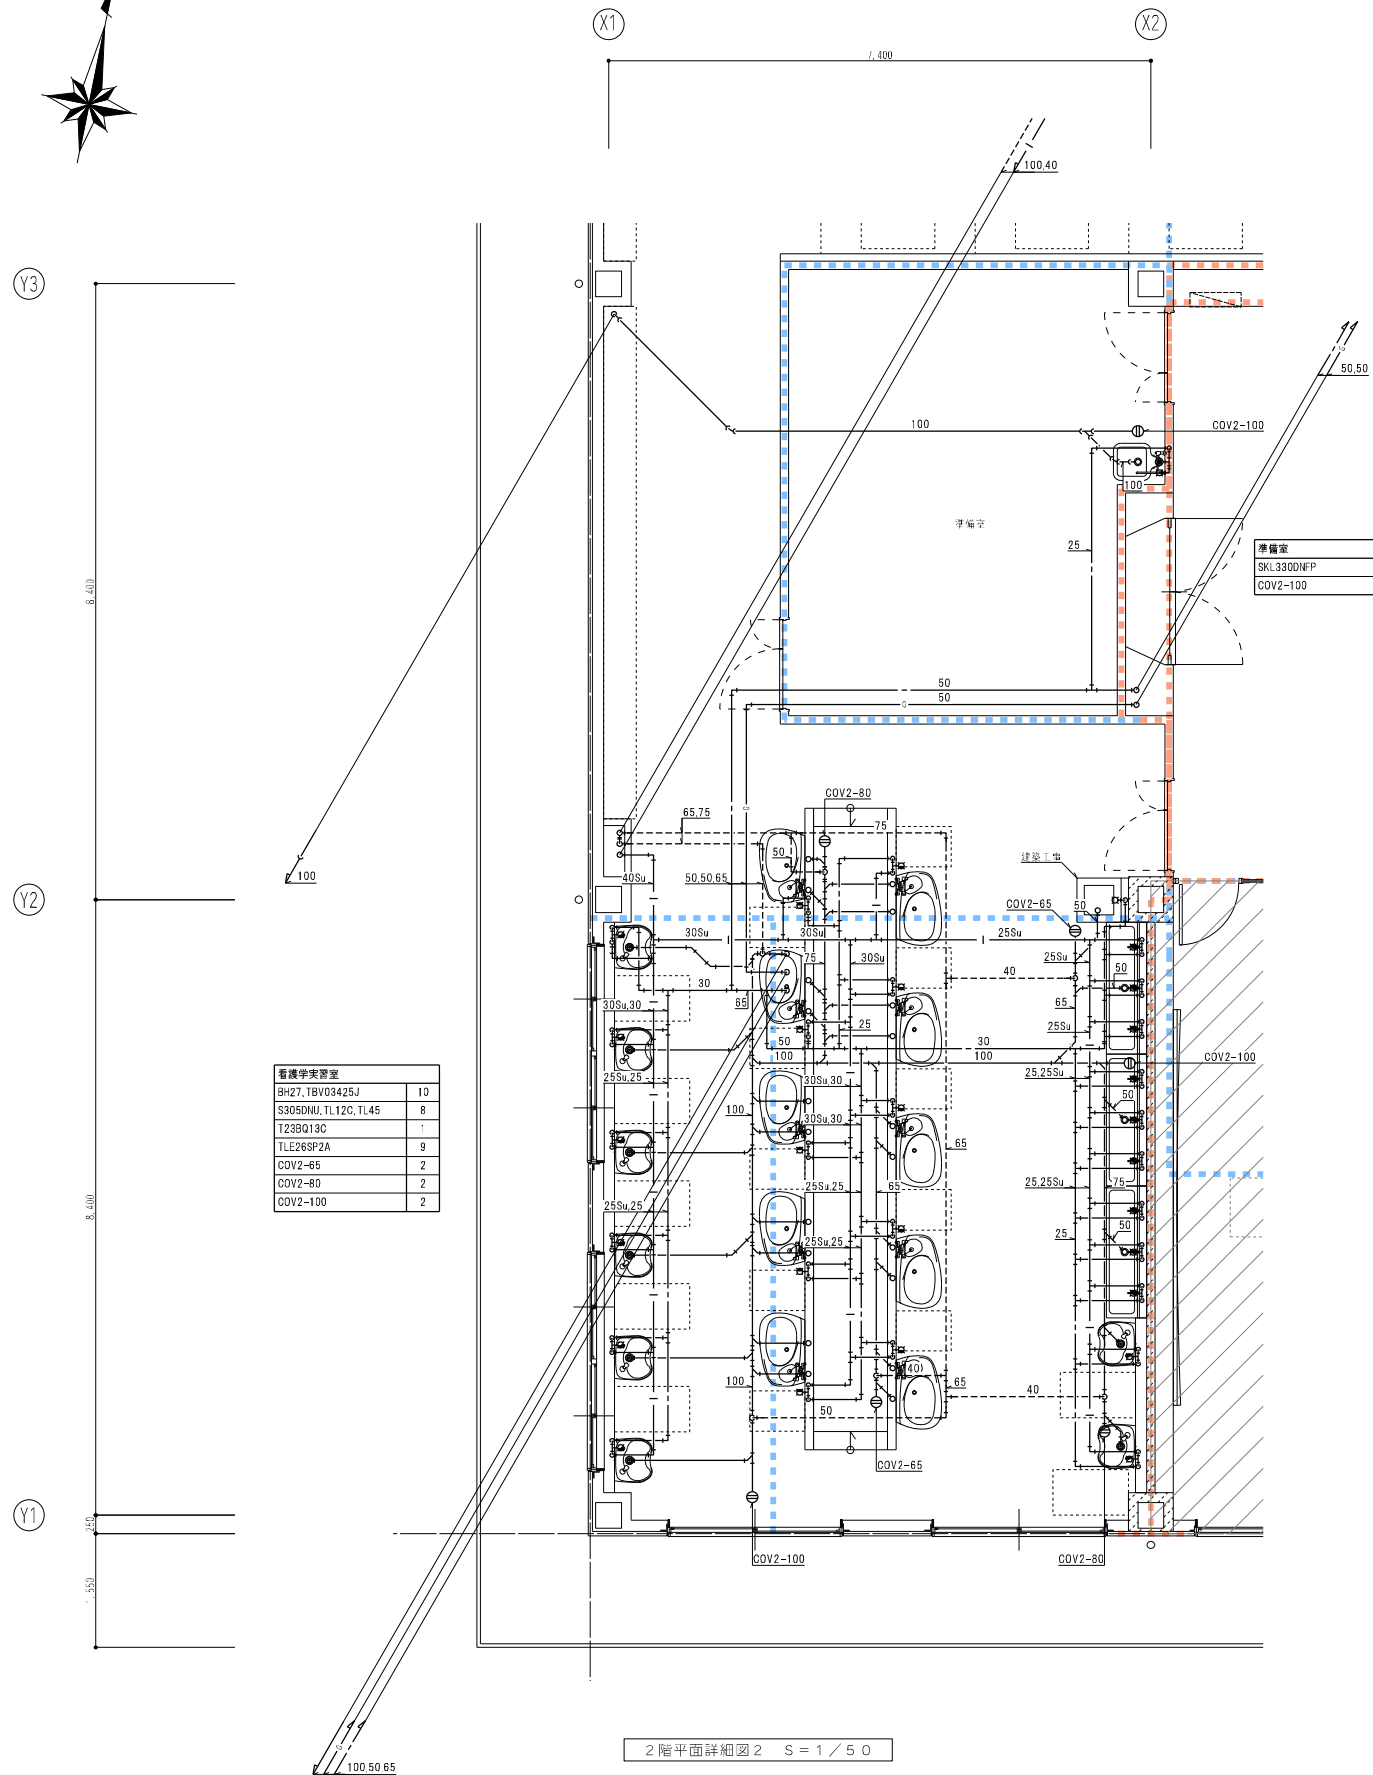 X1
X2
7,400
100,40
Y3
50,50
100
COV2-100
100
準備室
25
準備室
SKL330DNFP
COV2-100
8,400
50
50
G
COV2-80
65,75
75
50
建築工事
100
40Su
50,50,65
Y2
COV2-65
50
30Su
30Su
25Su
75
30Su
25Su
40
50
30
65
65
30Su,30
25
25Su
50
30
100
100
COV2-100
看護学実習室
BH27,TBV03425J 10
S305DNU,TL12C,TL45 8
T23BQ13C 1
TLE26SP2A 9
COV2-65 2
COV2-80 2
COV2-100 2
25Su,25
30Su,30
25,25Su
100
50
30Su,30
65
25Su,25
65
25,25Su
75
25Su,25
8,400
25Su,25
25
50
(40)
100
65
40
50
COV2-65
Y1
250
COV2-100
COV2-80
550
G
100,50,65
2階平面詳細図2 S=1/50